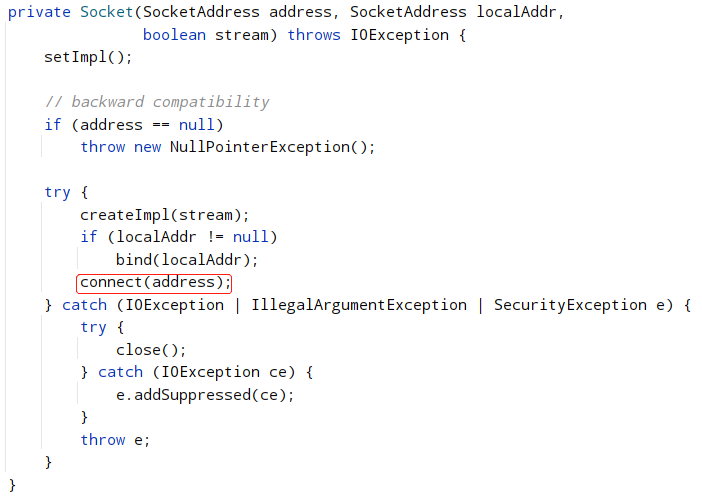 private Socket(SocketAddress address, SocketAddress localAddr,
               boolean stream) throws IOException {
    setImpl();

    // backward compatibility
    if (address == null)
        throw new NullPointerException();

    try {
        createImpl(stream);
        if (localAddr != null)
            bind(localAddr);
        connect(address);
    } catch (IOException | IllegalArgumentException | SecurityException e) {
        try {
            close();
        } catch (IOException ce) {
            e.addSuppressed(ce);
        }
        throw e;
    }
}